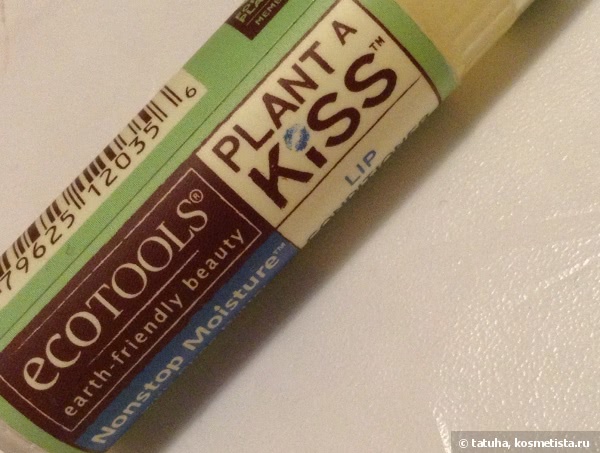 PLANT A
KiSS™
LIP
ecoTOOLS®
earth-friendly beauty
Nonstop Moisture™
79625 12035 6
© tatuha, kosmetista.ru